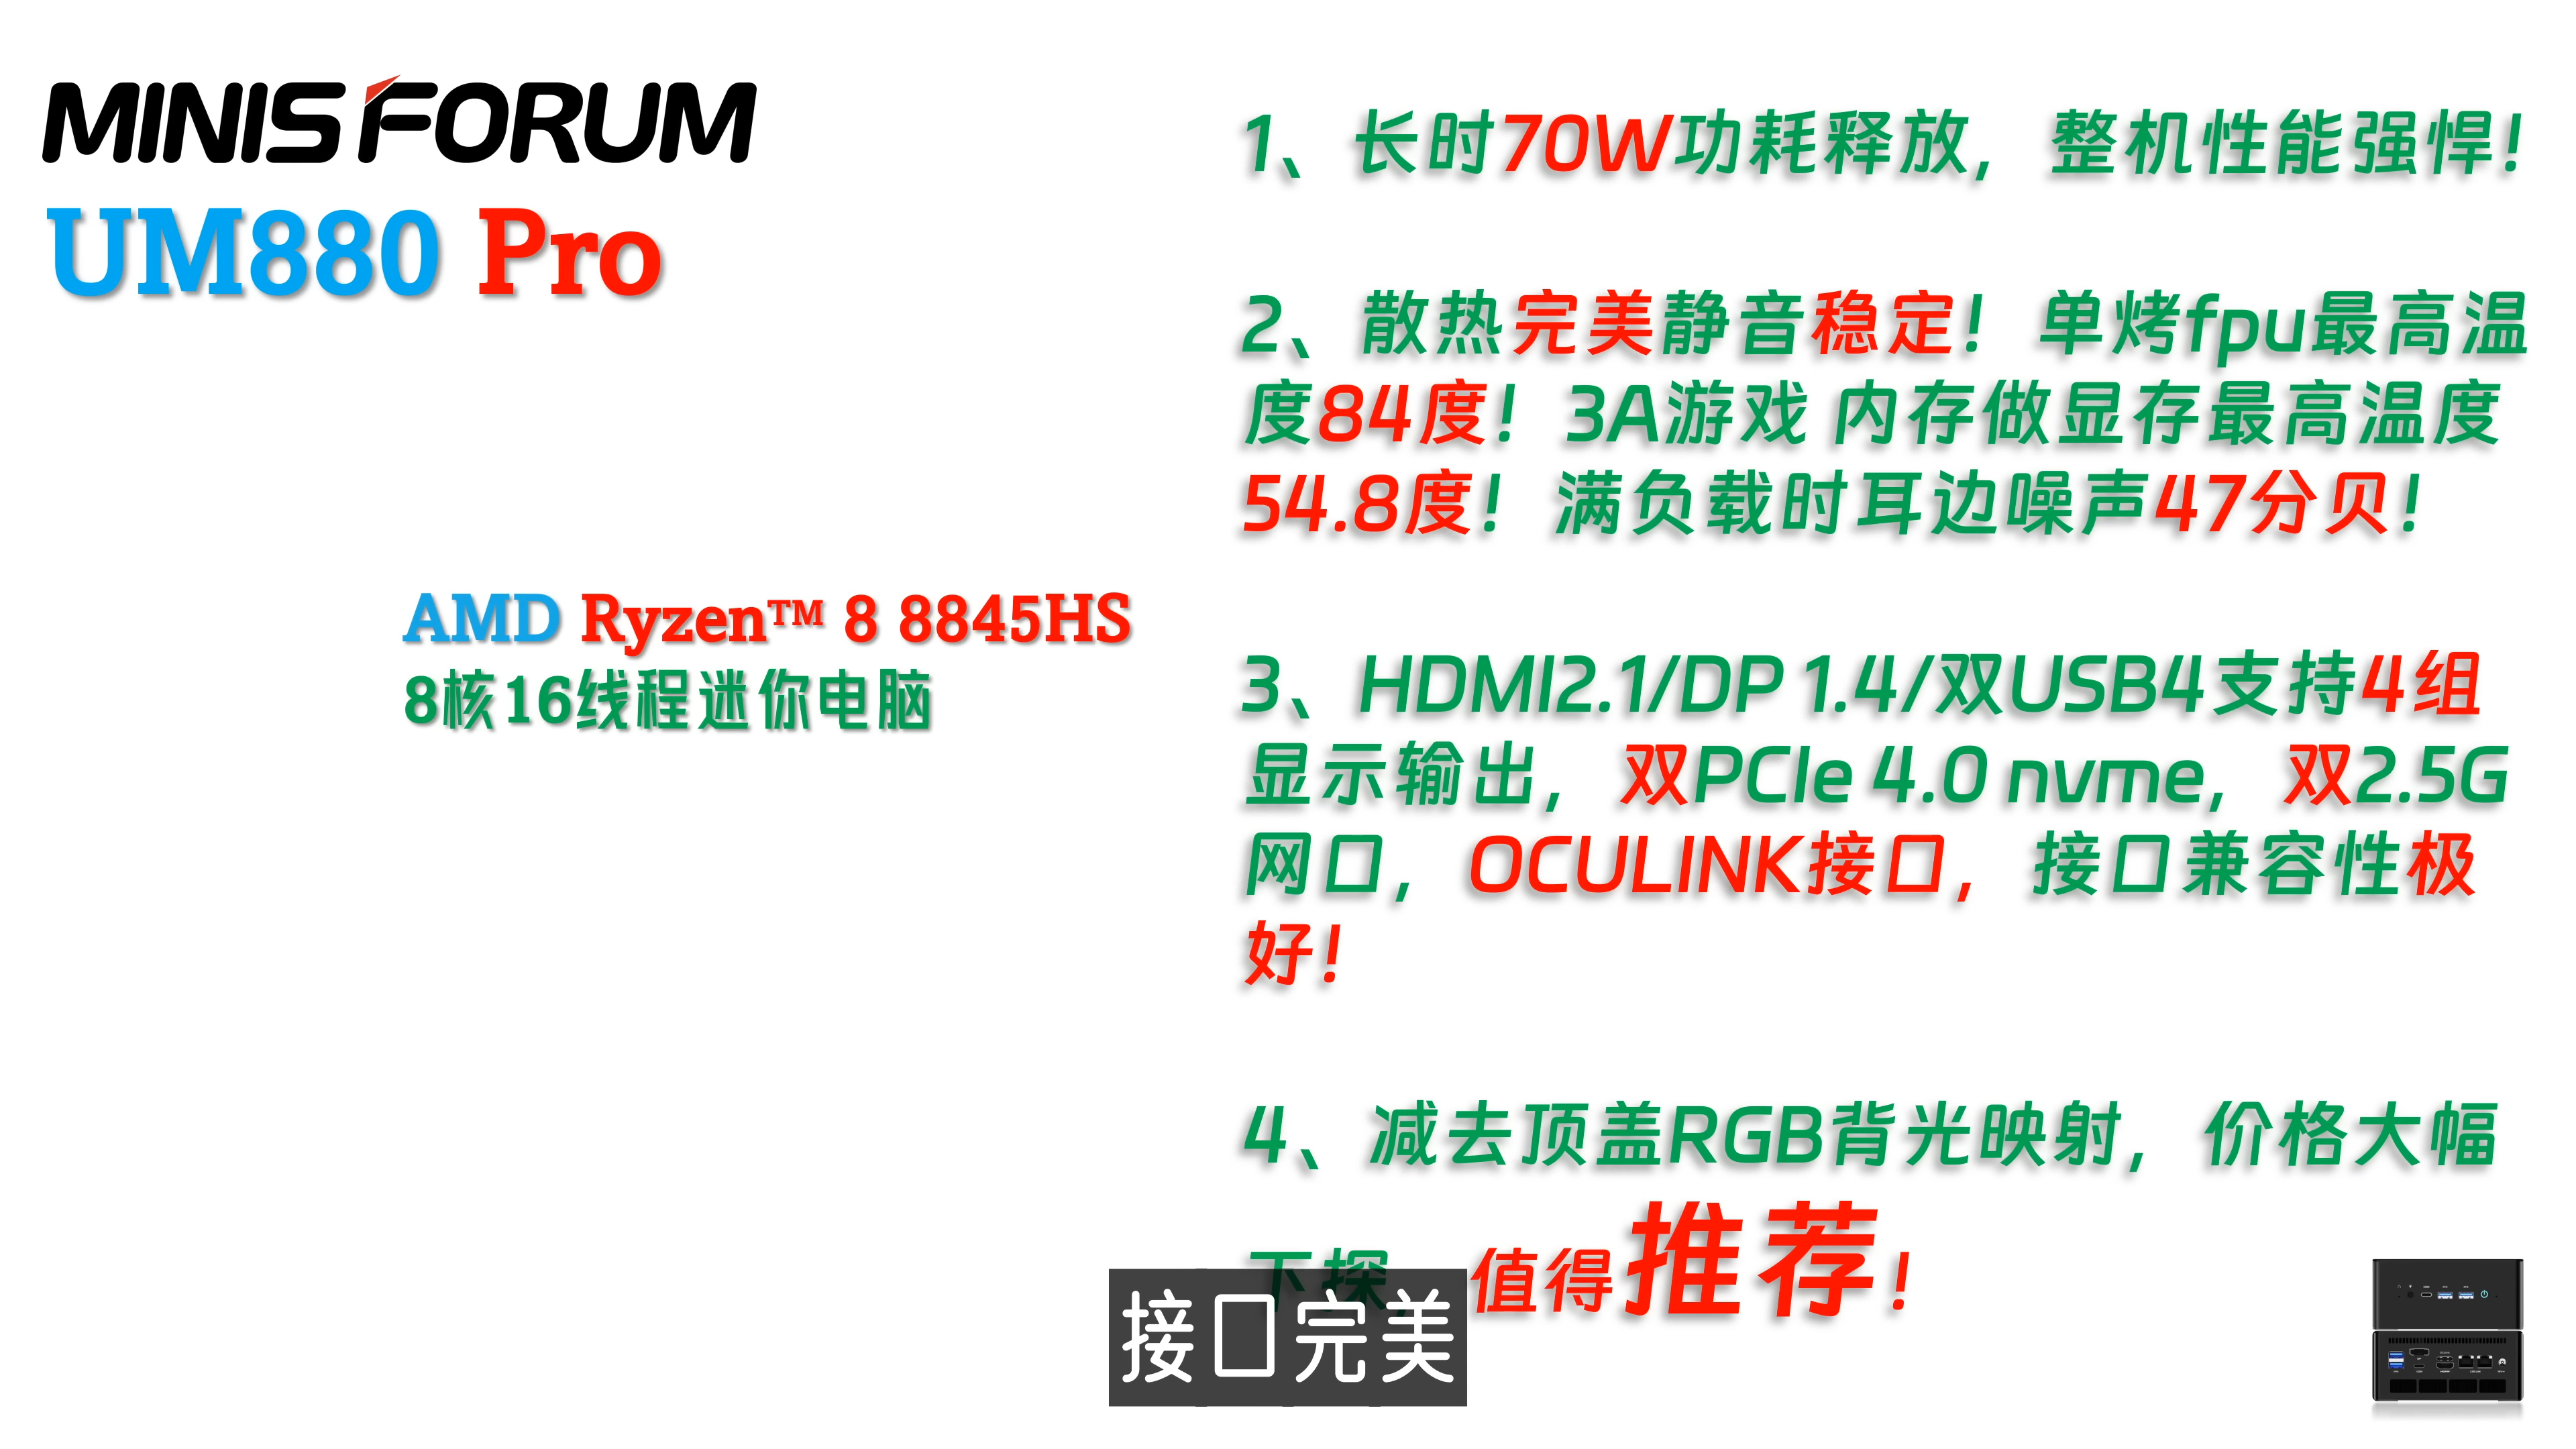 MINISFORUM
UM880 Pro
AMD Ryzen™ 8 8845HS
8核16线程迷你电脑
1、长时70W功耗释放，整机性能强悍！
2、散热完美静音稳定！单烤fpu最高温
度84度！3A游戏 内存做显存最高温度
54.8度！满负载时耳边噪声47分贝！
3、HDMI2.1/DP 1.4/双USB4支持4组
显示输出，双PCIe 4.0 nvme，双2.5G
网口，OCULINK接口，接口兼容性极
好！
4、减去顶盖RGB背光映射，价格大幅
下探，值得推荐！
接口完美